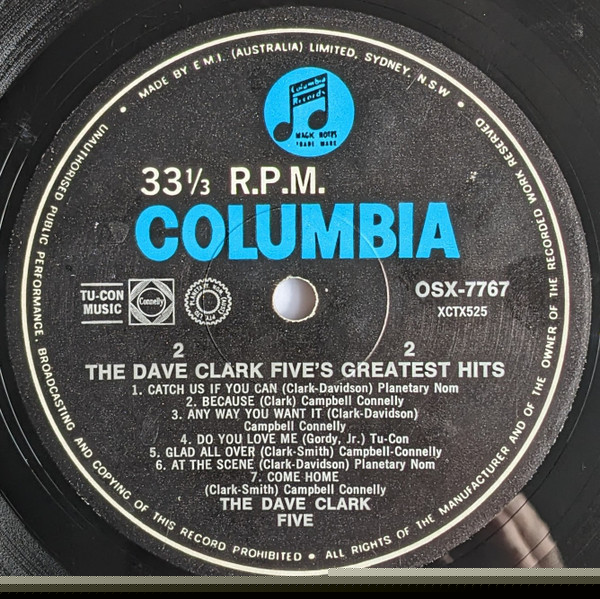 MADE BY E.M.I. (AUSTRALIA) LIMITED, SYDNEY, N.S.W •
UNAUTHORISED PUBLIC PERFORMANCE, BROADCASTING AND COPYING OF THIS RECORD PROHIBITED • ALL RIGHTS OF THE MANUFACTURER AND OF THE OWNER OF THE RECORDED WORK RESERVED •
Columbia
Records
MAGIC NOTES
TRADE MARK
33⅓ R.P.M.
COLUMBIA
TU-CON
MUSIC
Connelly
OSX-7767
XCTX525
2 2
THE DAVE CLARK FIVE'S GREATEST HITS
1. CATCH US IF YOU CAN (Clark-Davidson) Planetary Nom
2. BECAUSE (Clark) Campbell Connelly
3. ANY WAY YOU WANT IT (Clark-Davidson)
Campbell Connelly
4. DO YOU LOVE ME (Gordy, Jr.) Tu-Con
5. GLAD ALL OVER (Clark-Smith) Campbell-Connelly
6. AT THE SCENE (Clark-Davidson) Planetary Nom
7. COME HOME
(Clark-Smith) Campbell Connelly
THE DAVE CLARK
FIVE